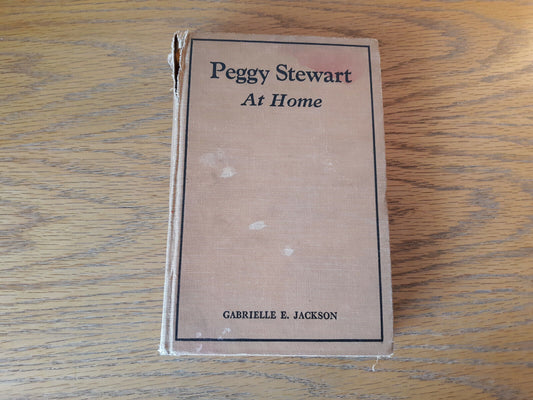 Peggy Stewart
At Home
GABRIELLE E. JACKSON